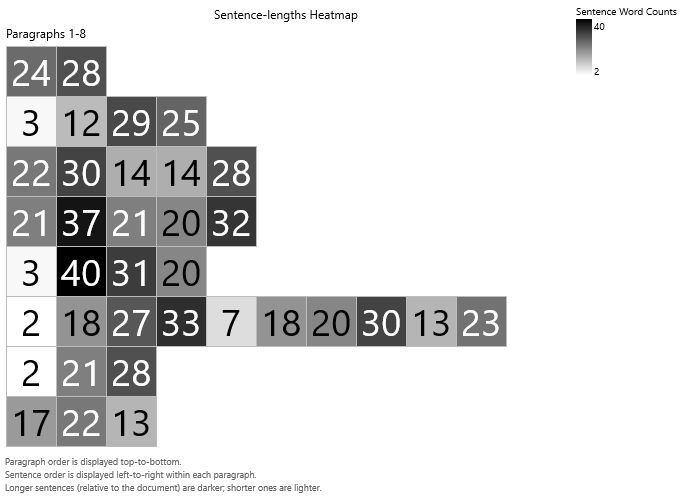 Sentence-lengths Heatmap
Sentence Word Counts
40
2
Paragraphs 1-8
24 28
3 12 29 25
22 30 14 14 28
21 37 21 20 32
3 40 31 20
2 18 27 33 7 18 20 30 13 23
2 21 28
17 22 13
Paragraph order is displayed top-to-bottom.
Sentence order is displayed left-to-right within each paragraph.
Longer sentences (relative to the document) are darker; shorter ones are lighter.